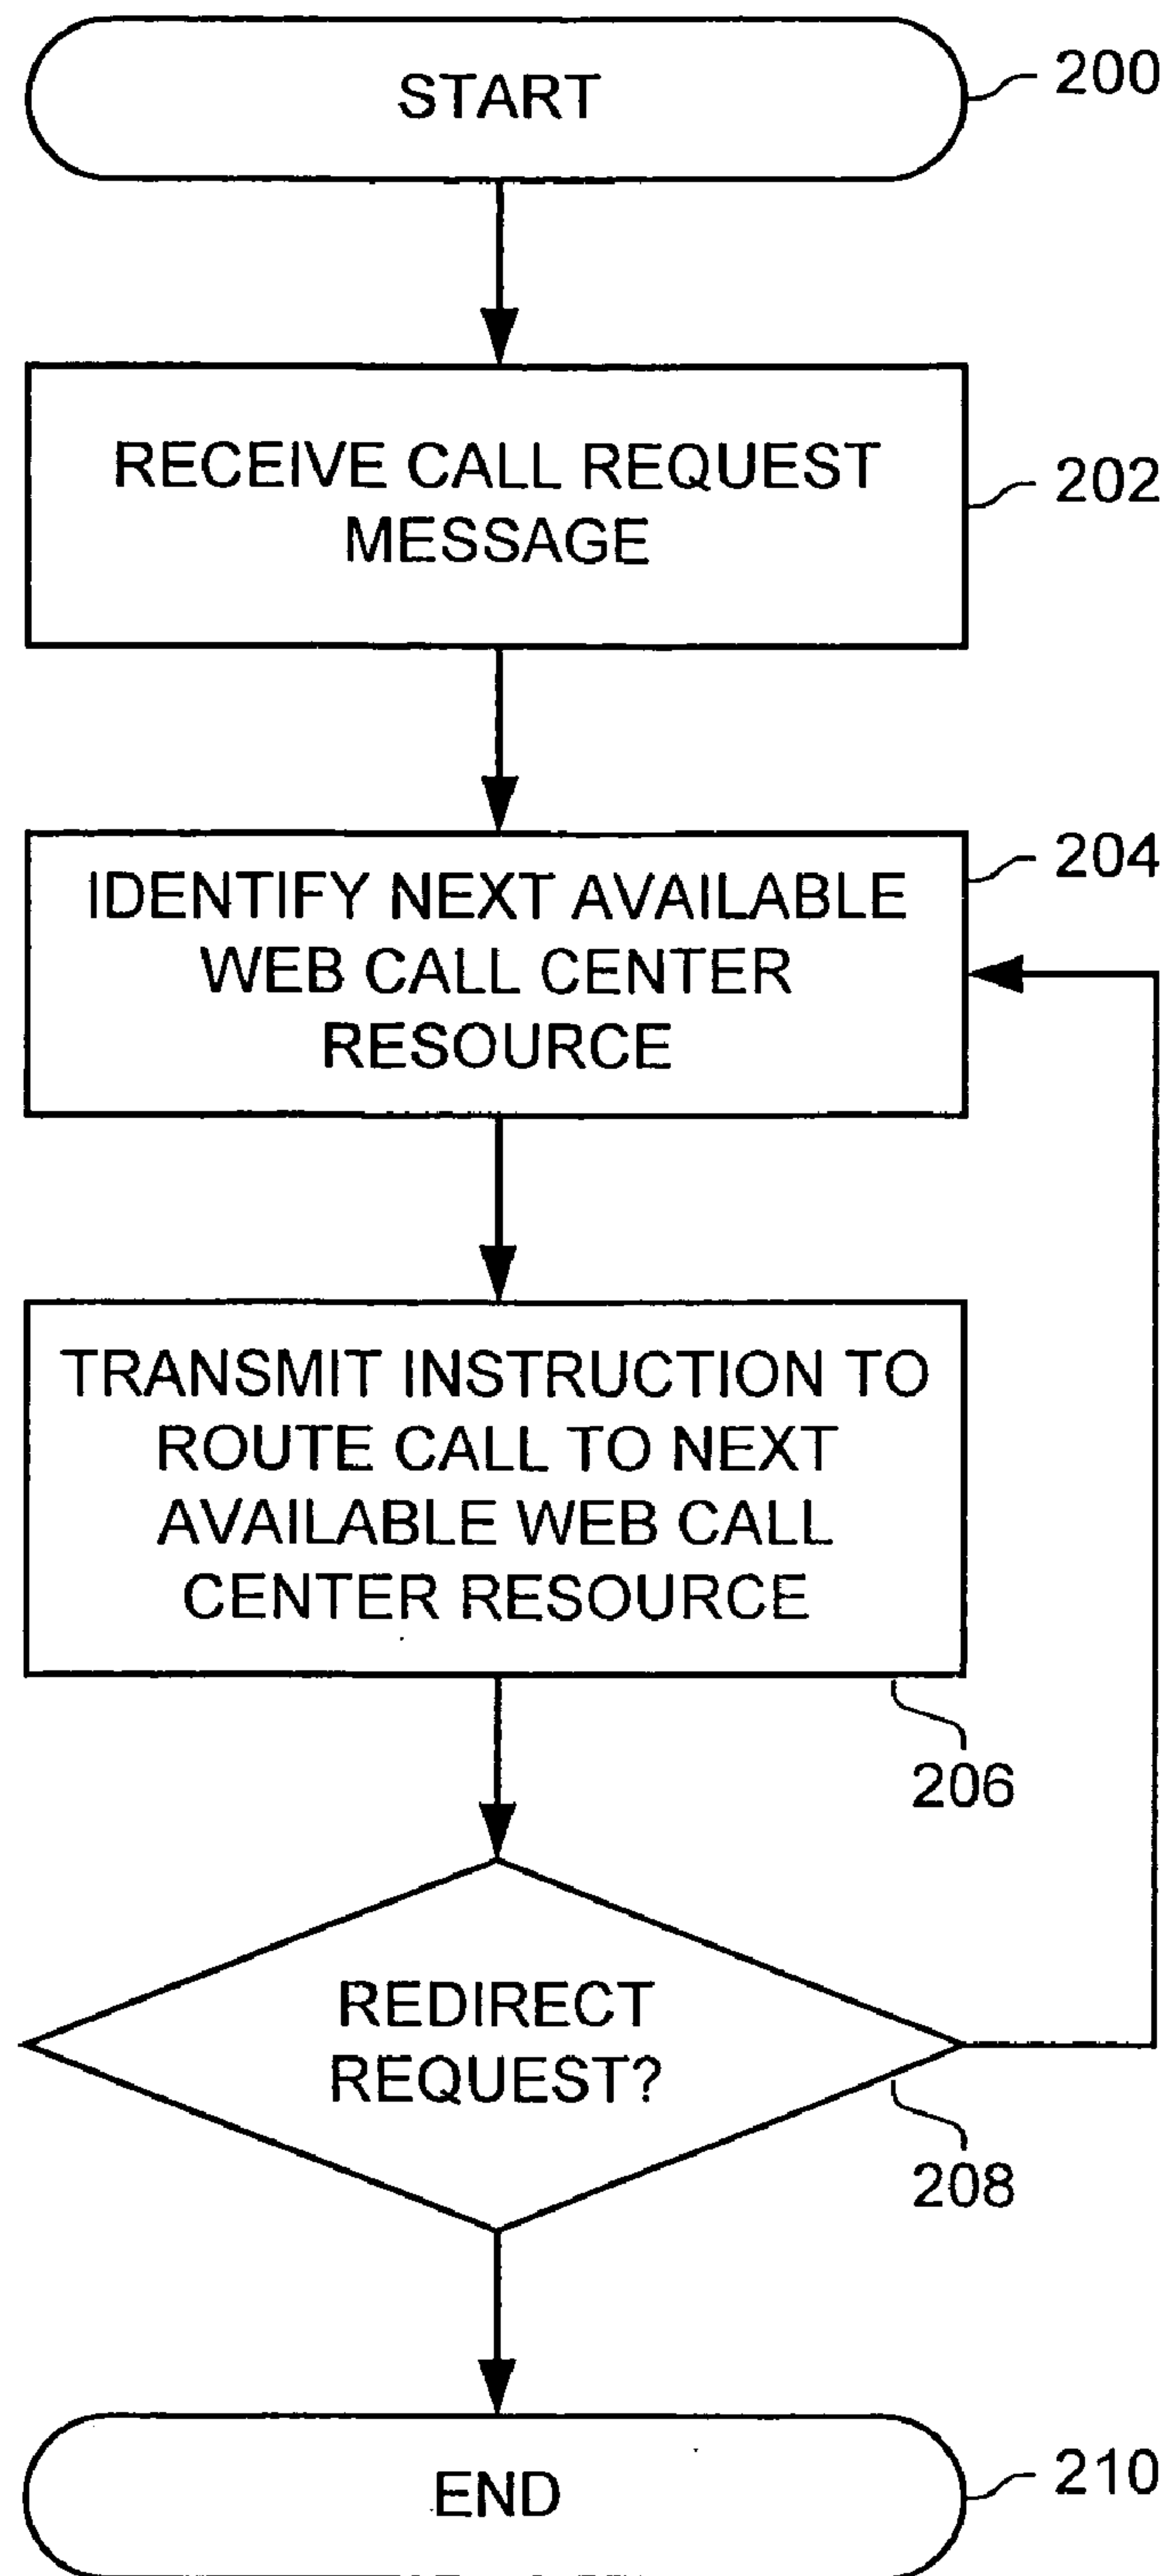 START
200
RECEIVE CALL REQUEST
MESSAGE
202
IDENTIFY NEXT AVAILABLE
WEB CALL CENTER
RESOURCE
204
TRANSMIT INSTRUCTION TO
ROUTE CALL TO NEXT
AVAILABLE WEB CALL
CENTER RESOURCE
206
REDIRECT
REQUEST?
208
END
210